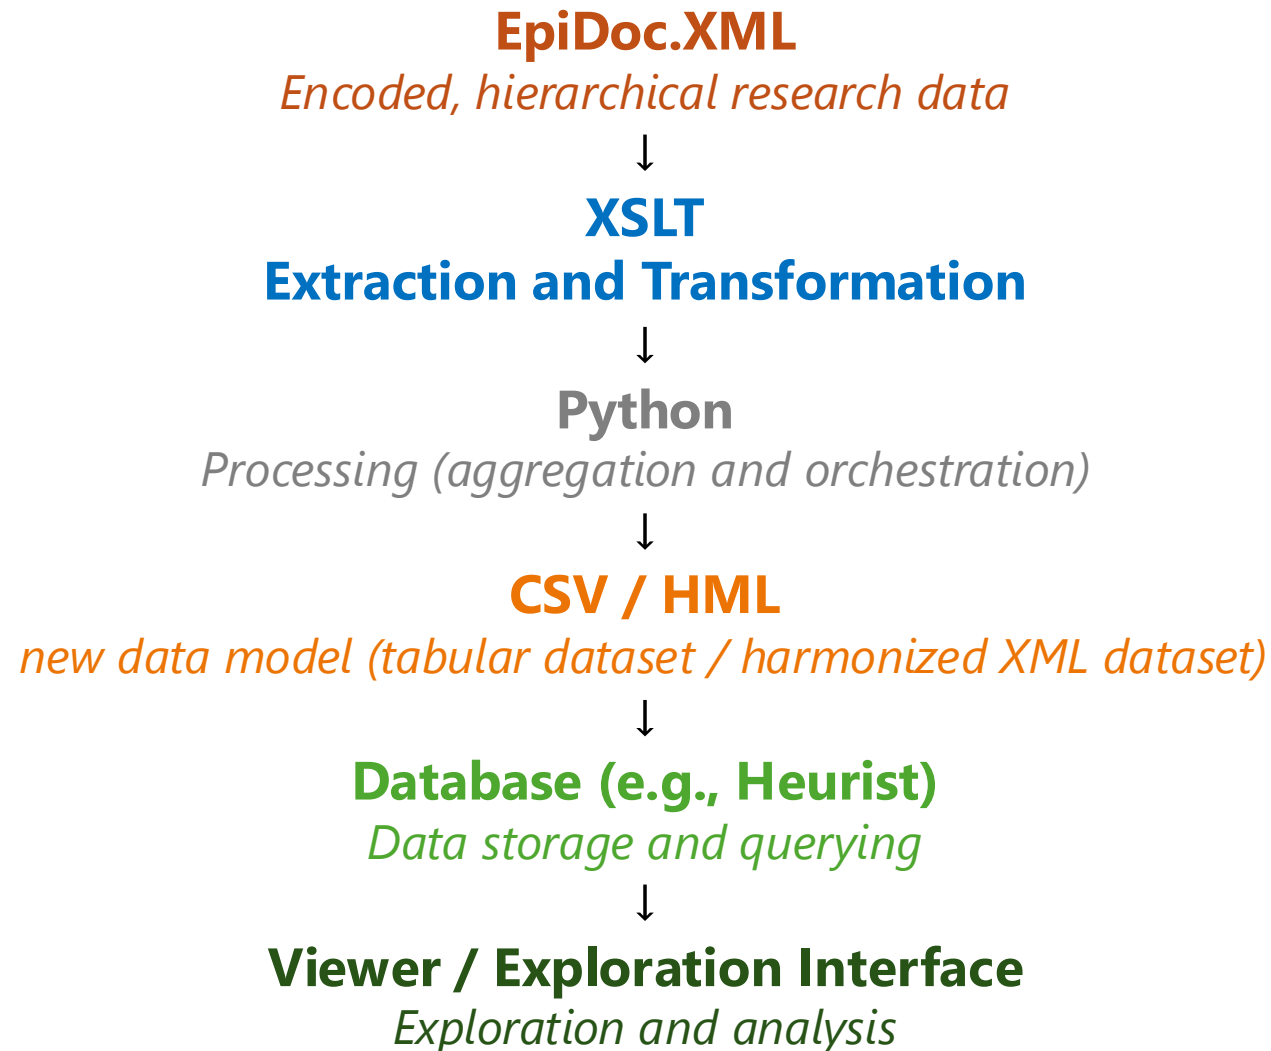 EpiDoc.XML
Encoded, hierarchical research data
↓
XSLT
Extraction and Transformation
↓
Python
Processing (aggregation and orchestration)
↓
CSV / HML
new data model (tabular dataset / harmonized XML dataset)
↓
Database (e.g., Heurist)
Data storage and querying
↓
Viewer / Exploration Interface
Exploration and analysis